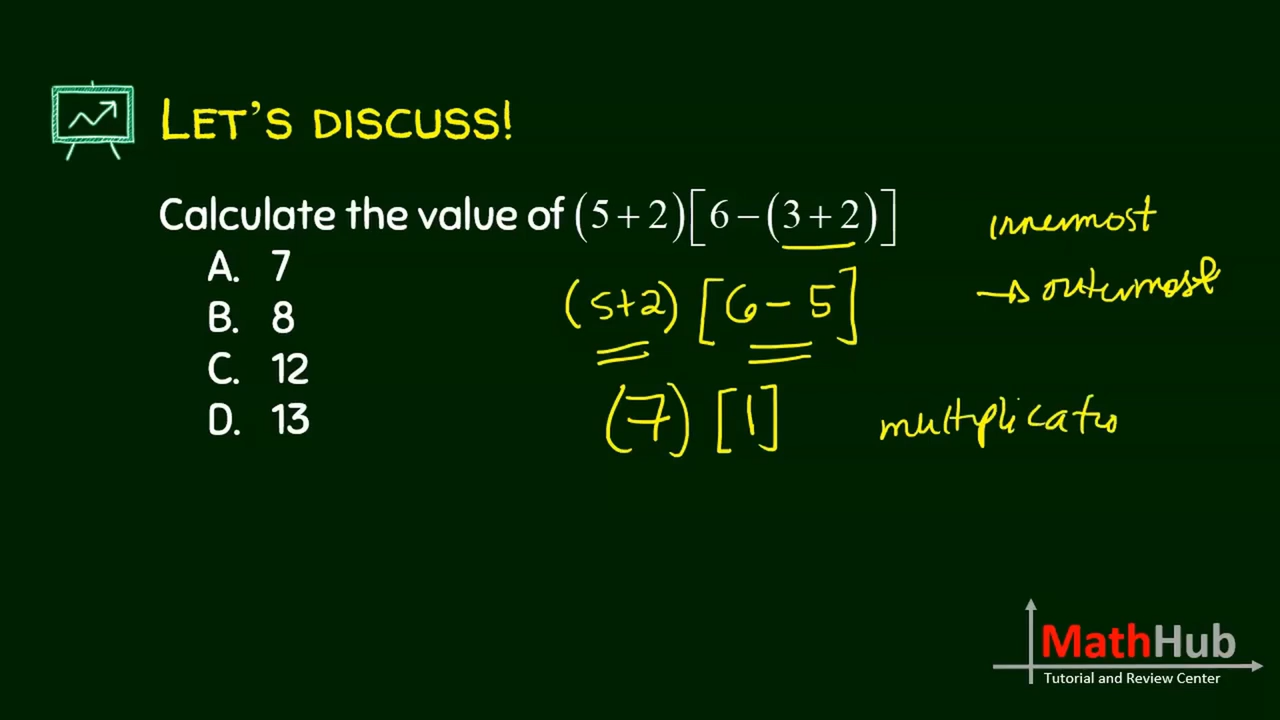 LET'S DISCUSS!
Calculate the value of (5+2)[6−(3+2)]
innermost
→ outermost
A. 7
B. 8
C. 12
D. 13
(5+2) [6−5]
(7) [1]
multiplicatio
MathHub
Tutorial and Review Center